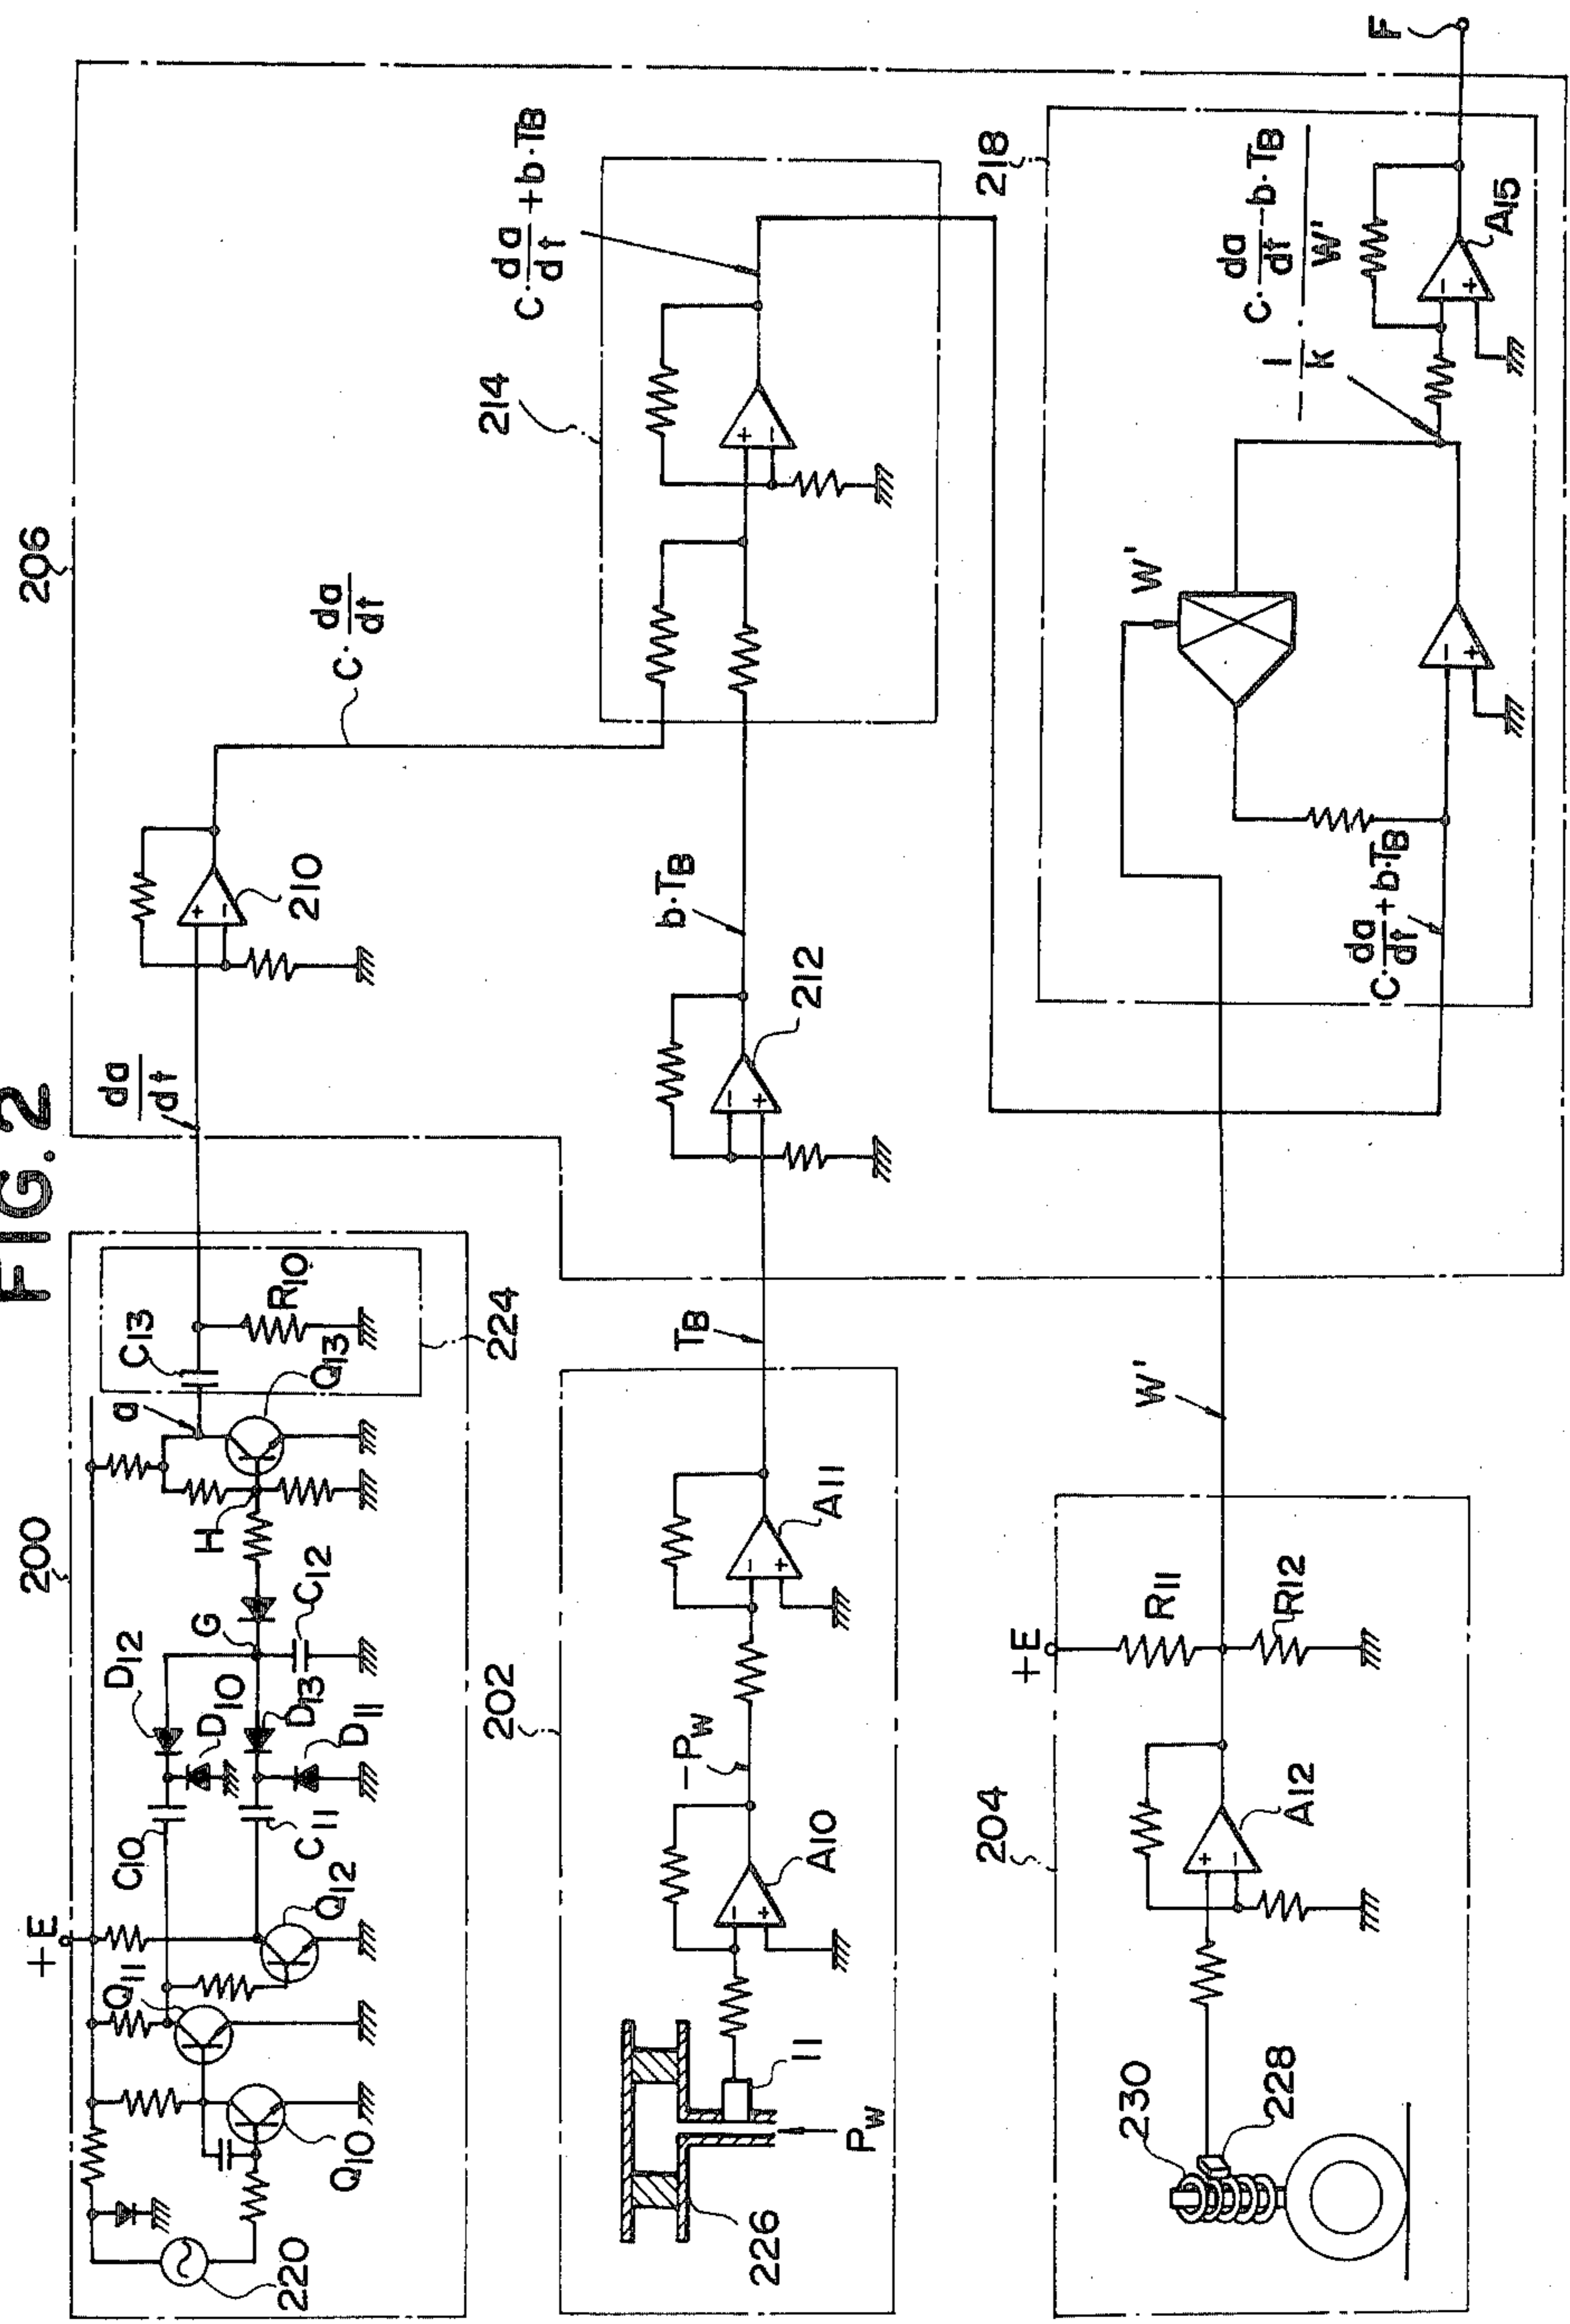 FIG. 2
200
+E
220
Q10
Q11
Q12
C10
C11
D12
D10
D13
D11
G
C12
H
a
Q13
C13
R10
224
da/dt
206
210
C·da/dt
202
226
11
PW
A10
-PW
A11
TB
212
b·TB
214
C·da/dt+b·TB
204
230
228
A12
+E
R11
R12
W'
W'
218
C·da/dt+b·TB
1/k·C·da/dt-b·TB/W'
A15
F